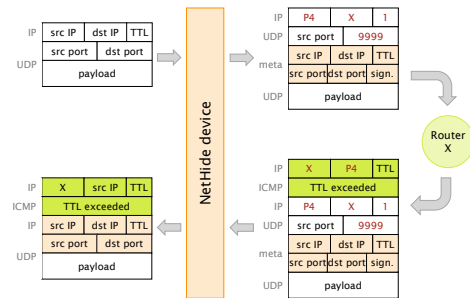 IP src IP dst IP TTL
src port dst port
UDP
payload
NetHide device
IP P4 X 1
UDP src port 9999
meta src IP dst IP TTL
src port dst port sign.
UDP payload
Router
X
IP X P4 TTL
ICMP TTL exceeded
IP P4 X 1
UDP src port 9999
meta src IP dst IP TTL
src port dst port sign.
UDP payload
IP X src IP TTL
ICMP TTL exceeded
IP src IP dst IP TTL
src port dst port
UDP
payload